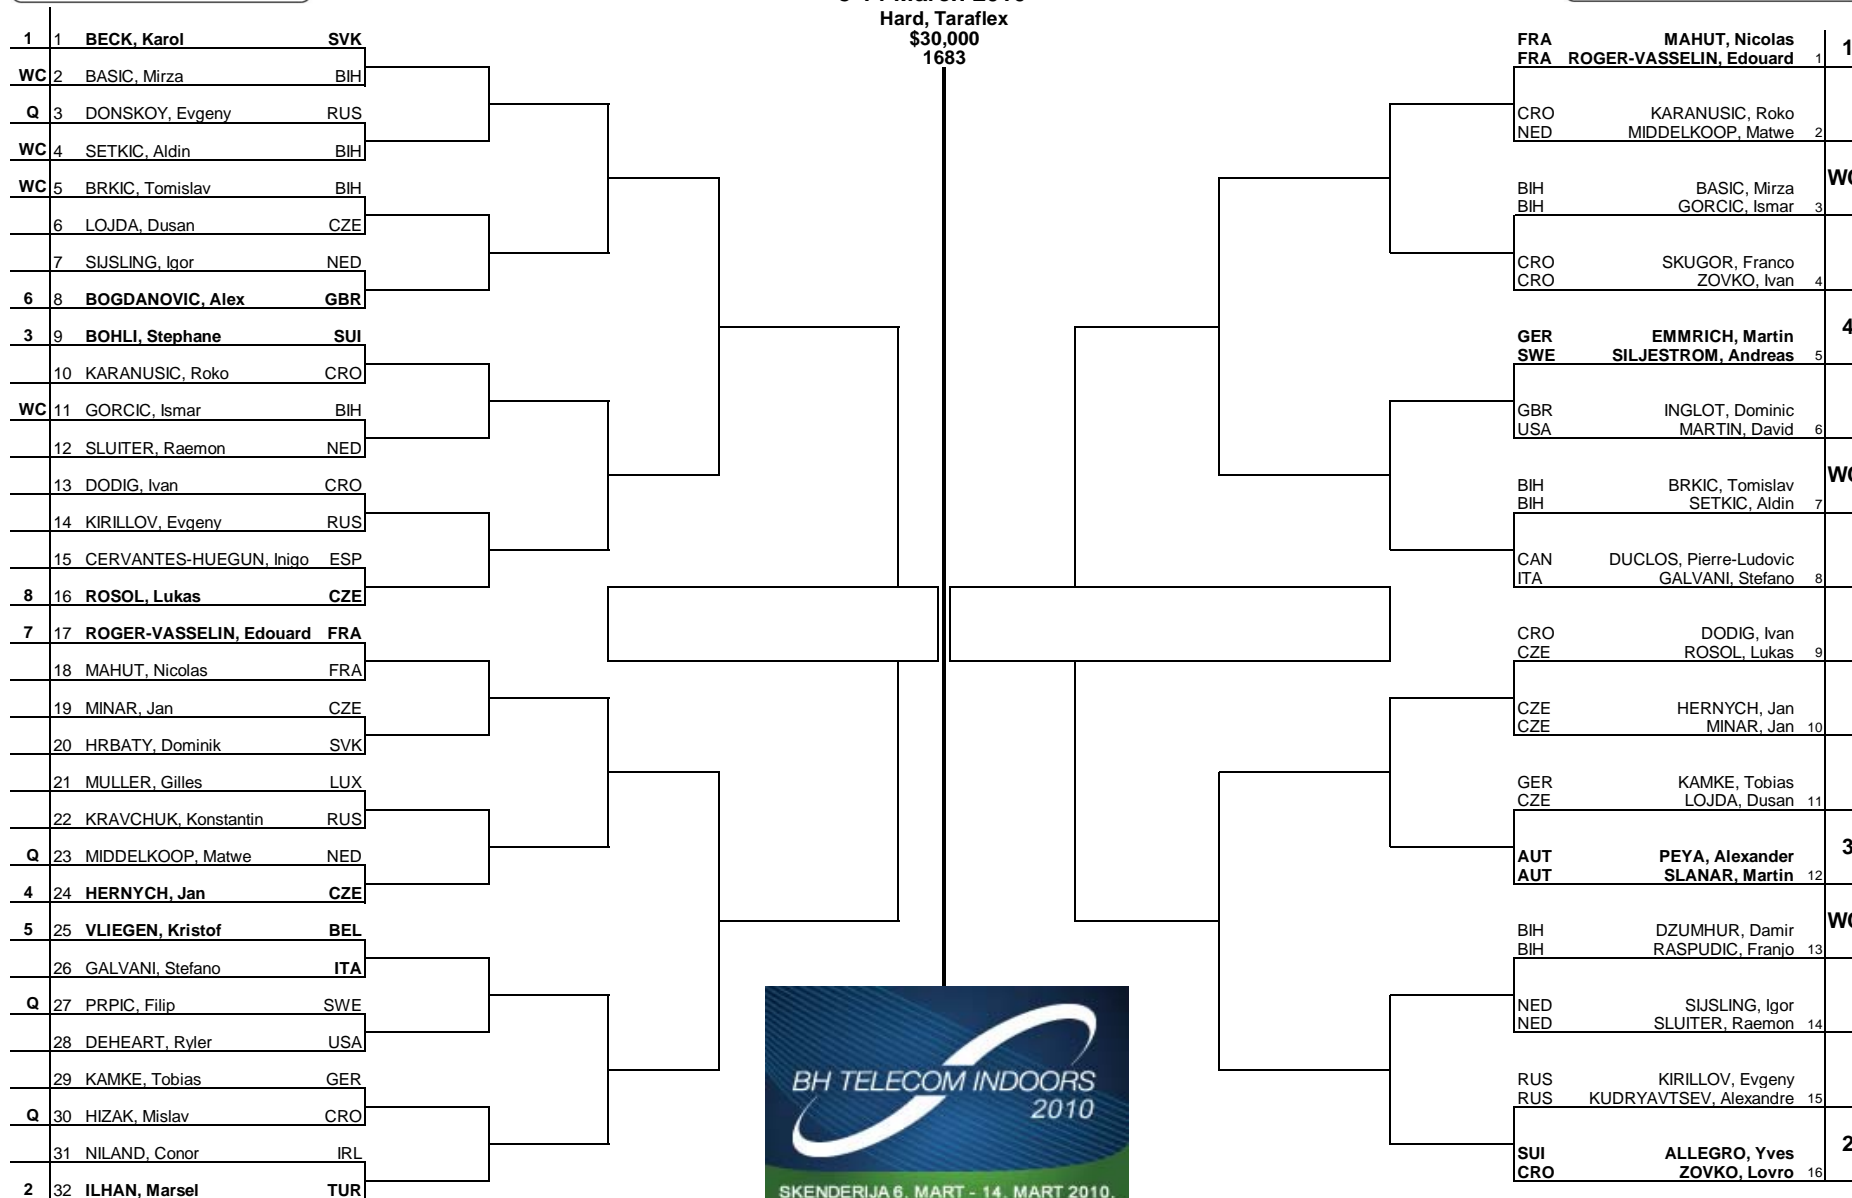 Hard, Taraflex
$30,000
1683
1 1 BECK, Karol SVK
WC 2 BASIC, Mirza BIH
Q 3 DONSKOY, Evgeny RUS
WC 4 SETKIC, Aldin BIH
WC 5 BRKIC, Tomislav BIH
6 LOJDA, Dusan CZE
7 SIJSLING, Igor NED
6 8 BOGDANOVIC, Alex GBR
3 9 BOHLI, Stephane SUI
10 KARANUSIC, Roko CRO
WC 11 GORCIC, Ismar BIH
12 SLUITER, Raemon NED
13 DODIG, Ivan CRO
14 KIRILLOV, Evgeny RUS
15 CERVANTES-HUEGUN, Inigo ESP
8 16 ROSOL, Lukas CZE
7 17 ROGER-VASSELIN, Edouard FRA
18 MAHUT, Nicolas FRA
19 MINAR, Jan CZE
20 HRBATY, Dominik SVK
21 MULLER, Gilles LUX
22 KRAVCHUK, Konstantin RUS
Q 23 MIDDELKOOP, Matwe NED
4 24 HERNYCH, Jan CZE
5 25 VLIEGEN, Kristof BEL
26 GALVANI, Stefano ITA
Q 27 PRPIC, Filip SWE
28 DEHEART, Ryler USA
29 KAMKE, Tobias GER
Q 30 HIZAK, Mislav CRO
31 NILAND, Conor IRL
2 32 ILHAN, Marsel TUR
FRA MAHUT, Nicolas 1
FRA ROGER-VASSELIN, Edouard 1
CRO KARANUSIC, Roko
NED MIDDELKOOP, Matwe 2
BIH BASIC, Mirza WC
BIH GORCIC, Ismar 3
CRO SKUGOR, Franco
CRO ZOVKO, Ivan 4
GER EMMRICH, Martin 4
SWE SILJESTROM, Andreas 5
GBR INGLOT, Dominic
USA MARTIN, David 6
BIH BRKIC, Tomislav WC
BIH SETKIC, Aldin 7
CAN DUCLOS, Pierre-Ludovic
ITA GALVANI, Stefano 8
CRO DODIG, Ivan
CZE ROSOL, Lukas 9
CZE HERNYCH, Jan
CZE MINAR, Jan 10
GER KAMKE, Tobias
CZE LOJDA, Dusan 11
AUT PEYA, Alexander 3
AUT SLANAR, Martin 12
BIH DZUMHUR, Damir WC
BIH RASPUDIC, Franjo 13
NED SIJSLING, Igor
NED SLUITER, Raemon 14
RUS KIRILLOV, Evgeny
RUS KUDRYAVTSEV, Alexandre 15
SUI ALLEGRO, Yves 2
CRO ZOVKO, Lovro 16
BH TELECOM INDOORS
2010
SKENDERIJA 6. MART - 14. MART 2010.